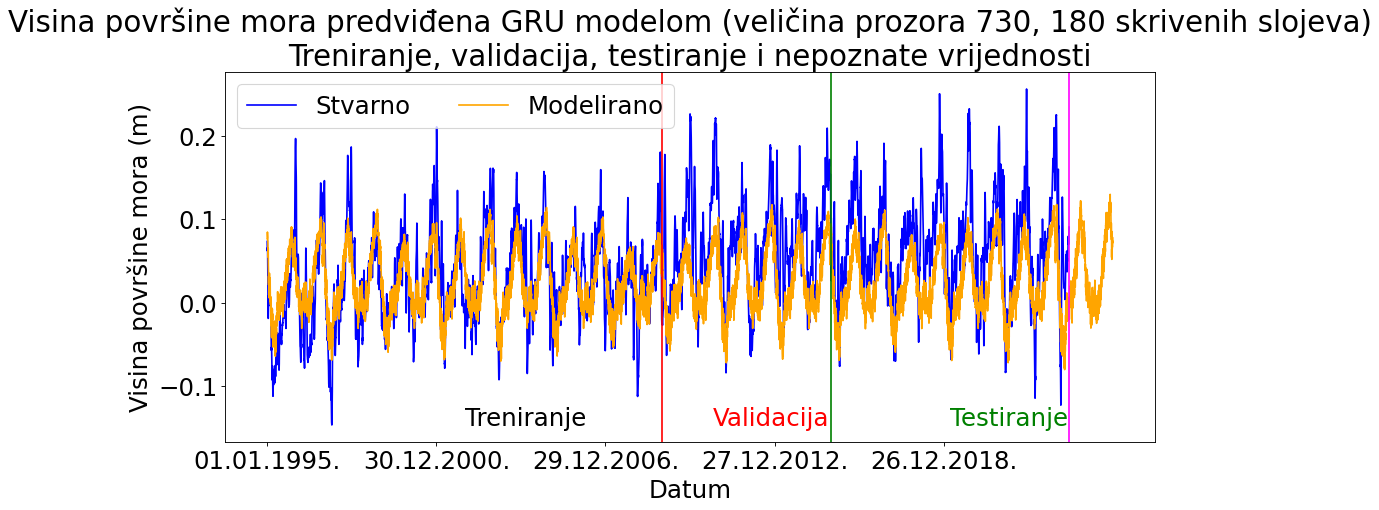 Visina površine mora predviđena GRU modelom (veličina prozora 730, 180 skrivenih slojeva)
Treniranje, validacija, testiranje i nepoznate vrijednosti
Stvarno Modelirano
Visina površine mora (m)
0.2
0.1
0.0
−0.1
Treniranje Validacija Testiranje
01.01.1995. 30.12.2000. 29.12.2006. 27.12.2012. 26.12.2018.
Datum